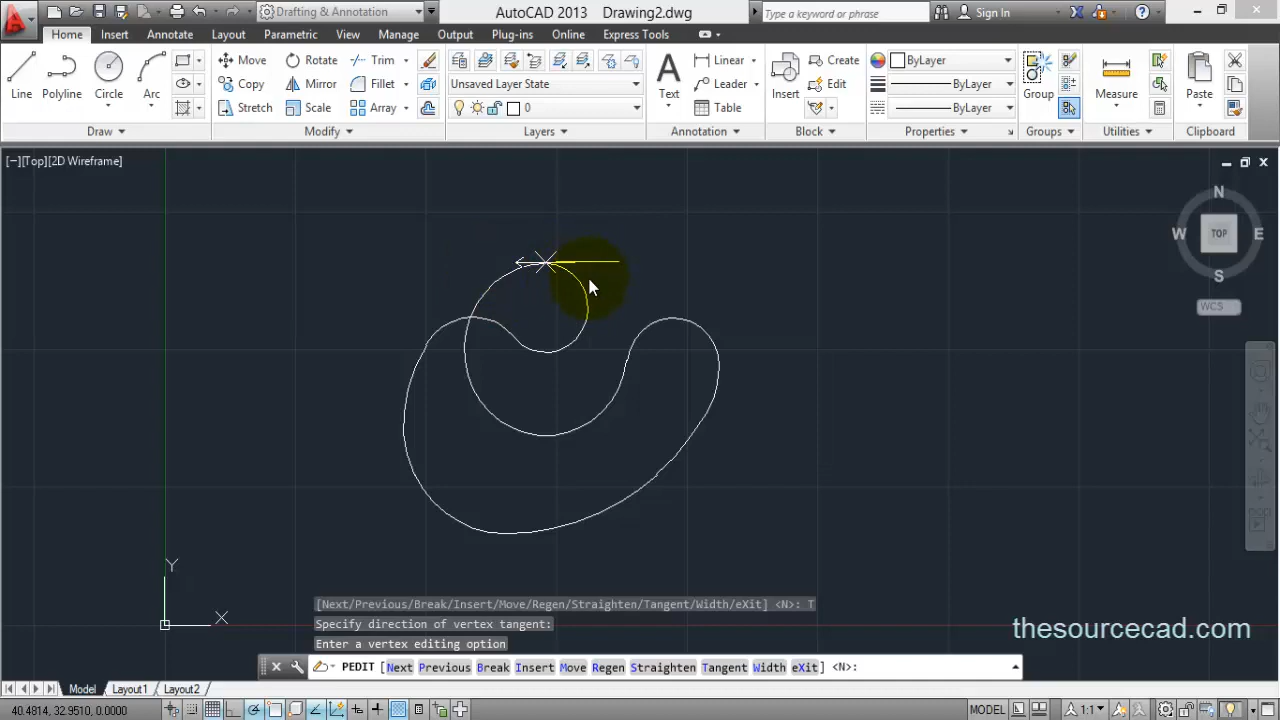 Drafting & Annotation
AutoCAD 2013 Drawing2.dwg
Type a keyword or phrase
Sign In
Home Insert Annotate Layout Parametric View Manage Output Plug-ins Online Express Tools
Line Polyline Circle Arc
Move Rotate Trim
Copy Mirror Fillet
Stretch Scale Array
Unsaved Layer State
0
Text
Linear
Leader
Table
Insert
Create
Edit
ByLayer
ByLayer
ByLayer
Group
Measure
Paste
Draw Modify Layers Annotation Block Properties Groups Utilities Clipboard
[−][Top][2D Wireframe]
N
W TOP E
S
WCS
Y
X
[Next/Previous/Break/Insert/Move/Regen/Straighten/Tangent/Width/eXit] <N>: T
Specify direction of vertex tangent:
Enter a vertex editing option
PEDIT [Next Previous Break Insert Move Regen Straighten Tangent Width eXit] <N>:
thesourcecad.com
Model Layout1 Layout2
40.4814, 32.9510, 0.0000
MODEL
1:1